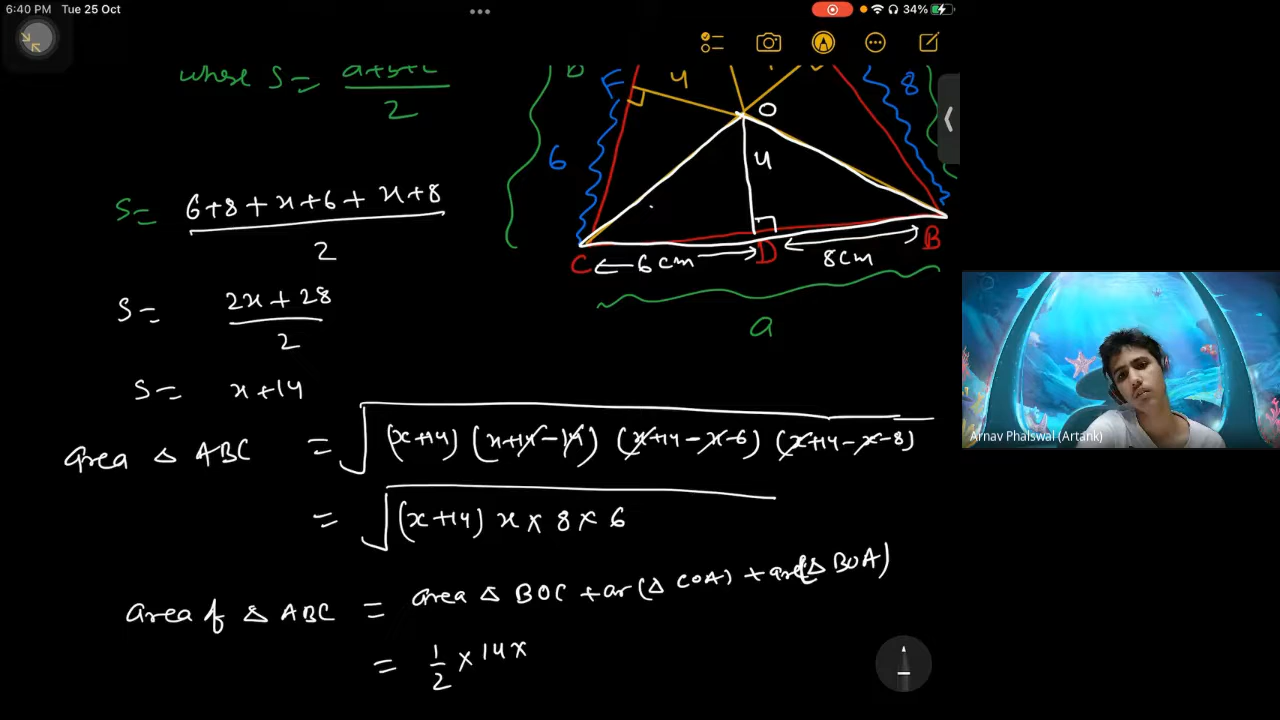 6:40 PM Tue 25 Oct
34%
where S = a+b+c / 2
F 4 8
O
6 4
S = 6+8+x+6+x+8 / 2
C 6cm D 8cm B
a
S = 2x+28 / 2
S = x+14
area △ ABC = √(x+14) (x+14-14) (x+14-x-6) (x+14-x-8)
Arnav Phalswal (Artank)
= √(x+14) x × 8 × 6
area of △ ABC = area △ BOC + ar(△ COA) + ar(△ BOA)
= 1/2 × 14 ×